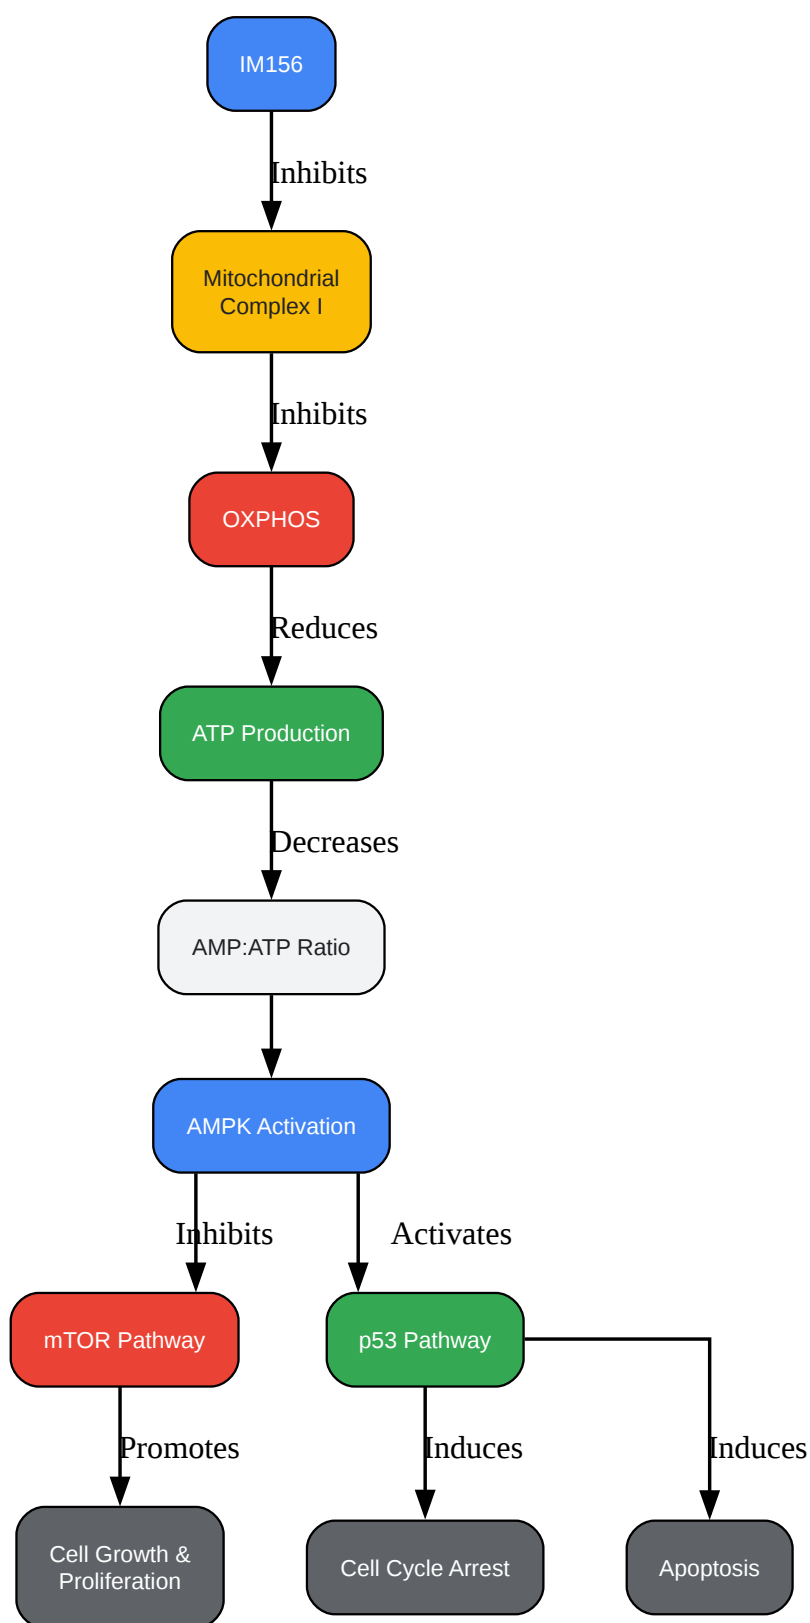 IM156
Inhibits
Mitochondrial
Complex I
Inhibits
OXPHOS
Reduces
ATP Production
Decreases
AMP:ATP Ratio
AMPK Activation
Inhibits
Activates
mTOR Pathway
p53 Pathway
Promotes
Induces
Induces
Cell Growth &
Proliferation
Cell Cycle Arrest
Apoptosis